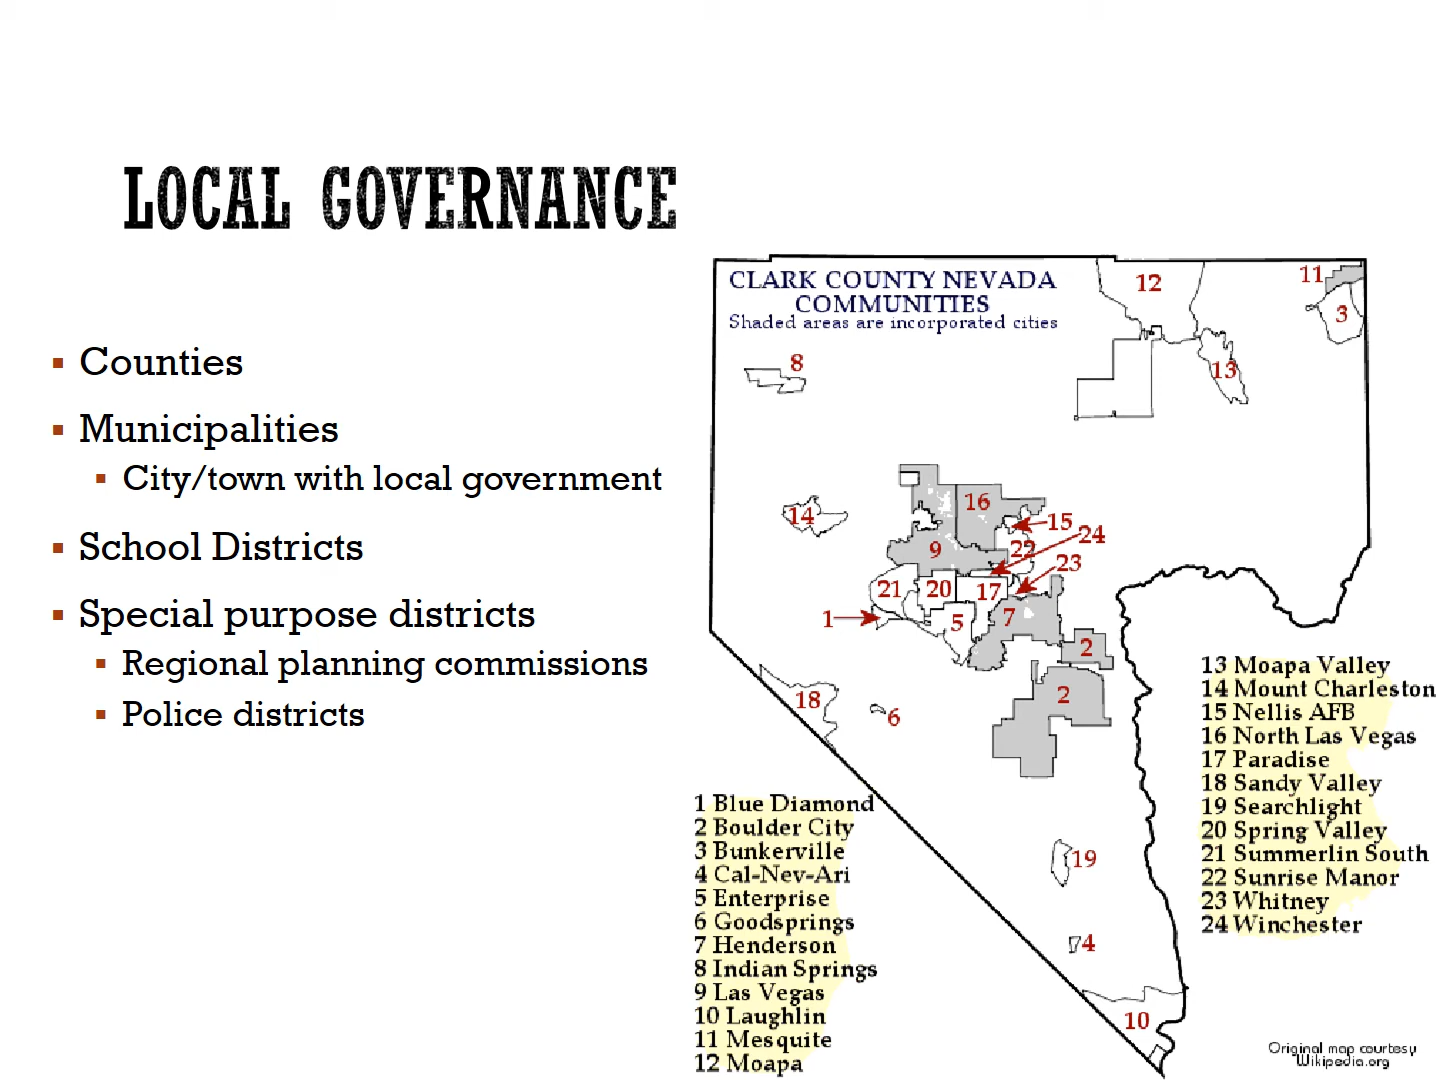 LOCAL GOVERNANCE
▪ Counties
▪ Municipalities
▪ City/town with local government
▪ School Districts
▪ Special purpose districts
▪ Regional planning commissions
▪ Police districts
CLARK COUNTY NEVADA
COMMUNITIES
Shaded areas are incorporated cities
12
11
3
8
13
16
14
15
24
9
22
23
21
20
17
1
5
7
2
18
6
2
19
4
10
1 Blue Diamond
2 Boulder City
3 Bunkerville
4 Cal-Nev-Ari
5 Enterprise
6 Goodsprings
7 Henderson
8 Indian Springs
9 Las Vegas
10 Laughlin
11 Mesquite
12 Moapa
13 Moapa Valley
14 Mount Charleston
15 Nellis AFB
16 North Las Vegas
17 Paradise
18 Sandy Valley
19 Searchlight
20 Spring Valley
21 Summerlin South
22 Sunrise Manor
23 Whitney
24 Winchester
Original map courtesy
Wikipedia.org